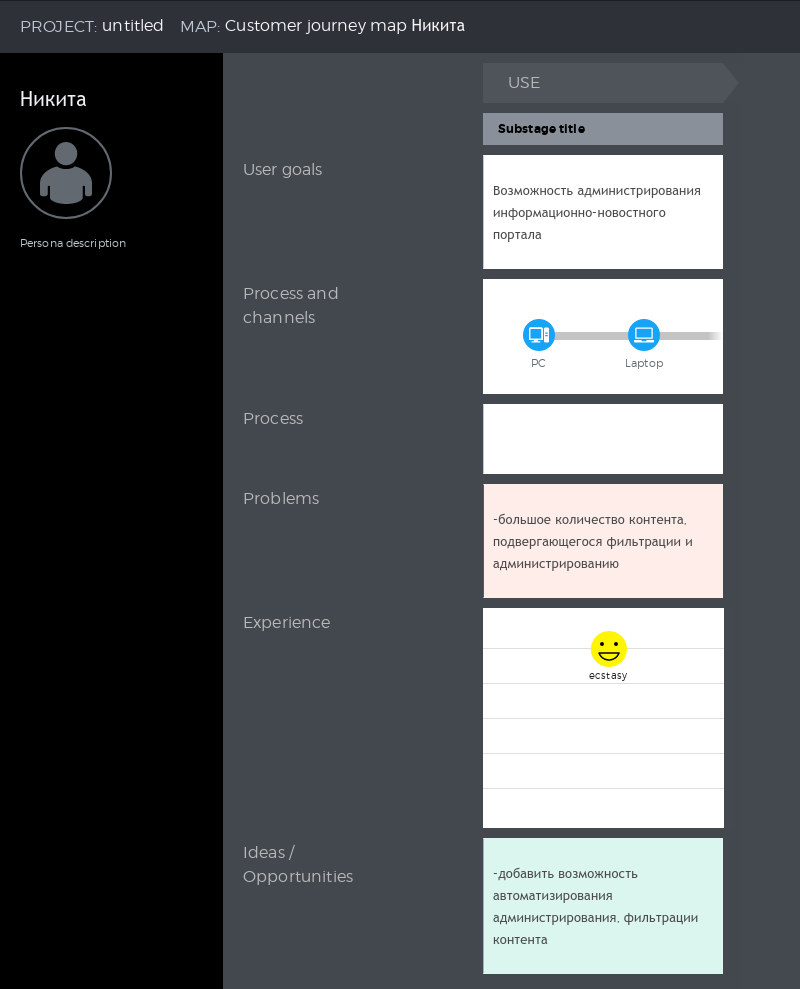 PROJECT: untitled MAP: Customer journey map Никита
Никита
Persona description
USE
Substage title
User goals
Возможность администрирования
информационно-новостного
портала
Process and
channels
PC
Laptop
Process
Problems
-большое количество контента,
подвергающегося фильтрации и
администрированию
Experience
ecstasy
Ideas /
Opportunities
-добавить возможность
автоматизирования
администрирования, фильтрации
контента